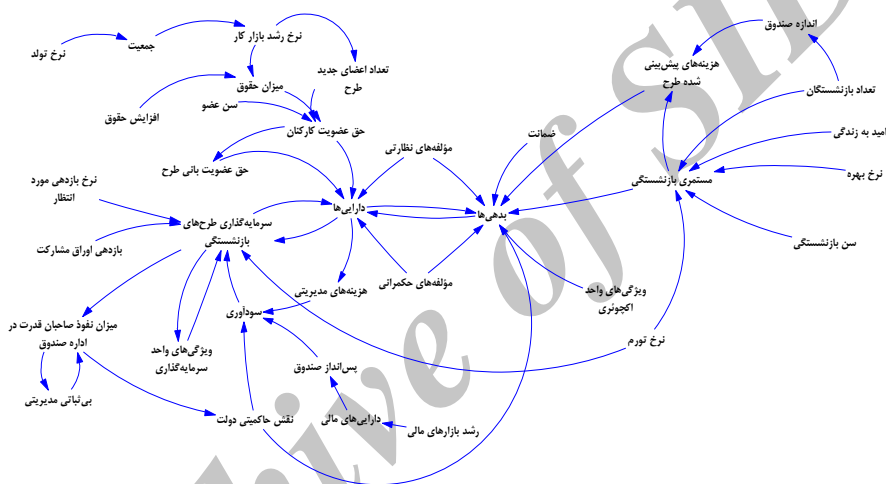 اندازه صندوق
نرخ رشد بازار کار
جمعیت
نرخ تولد
هزینه‌های پیش‌بینی
شده طرح
تعداد اعضای جدید
طرح
میزان حقوق
تعداد بازنشستگان
سن عضو
افزایش حقوق
حق عضویت کارکنان
ضمانت
امید به زندگی
مؤلفه‌های نظارتی
حق عضویت بانی طرح
نرخ بهره
مستمری بازنشستگی
نرخ بازدهی مورد
انتظار
دارایی‌ها
بدهی‌ها
سرمایه‌گذاری طرح‌های
بازنشستگی
سن بازنشستگی
بازدهی اوراق مشارکت
مؤلفه‌های حکمرانی
هزینه‌های مدیریتی
ویژگی‌های واحد
اکچوئری
سودآوری
میزان نفوذ صاحبان قدرت در
اداره صندوق
نرخ تورم
ویژگی‌های واحد
سرمایه‌گذاری
پس‌انداز صندوق
بی‌ثباتی مدیریتی
نقش حاکمیتی دولت
دارایی‌های مالی
رشد بازارهای مالی
Archive of SID